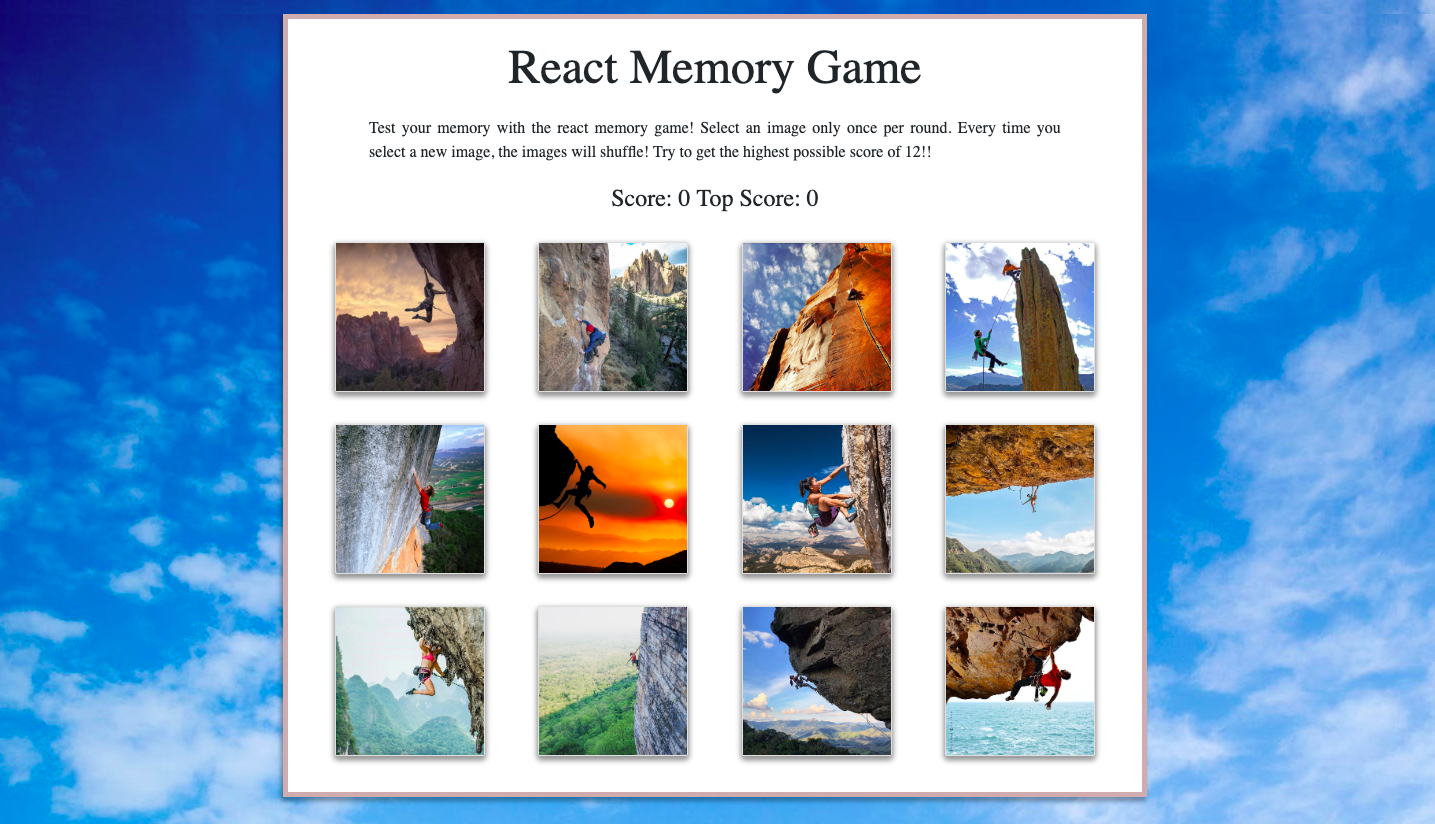 React Memory Game
Test your memory with the react memory game! Select an image only once per round. Every time you
select a new image, the images will shuffle! Try to get the highest possible score of 12!!
Score: 0 Top Score: 0